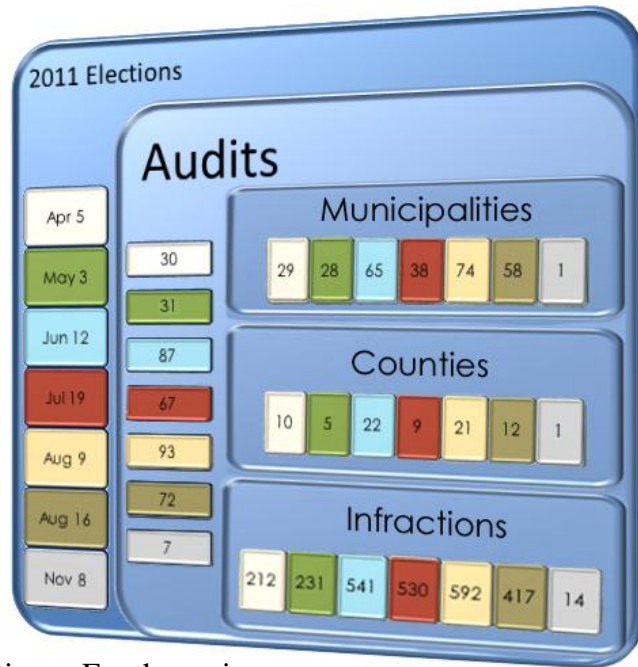 2011 Elections
Audits
Apr 5
May 3
Jun 12
Jul 19
Aug 9
Aug 16
Nov 8
30
31
87
67
93
72
7
Municipalities
29 28 65 38 74 58 1
Counties
10 5 22 9 21 12 1
Infractions
212 231 541 530 592 417 14